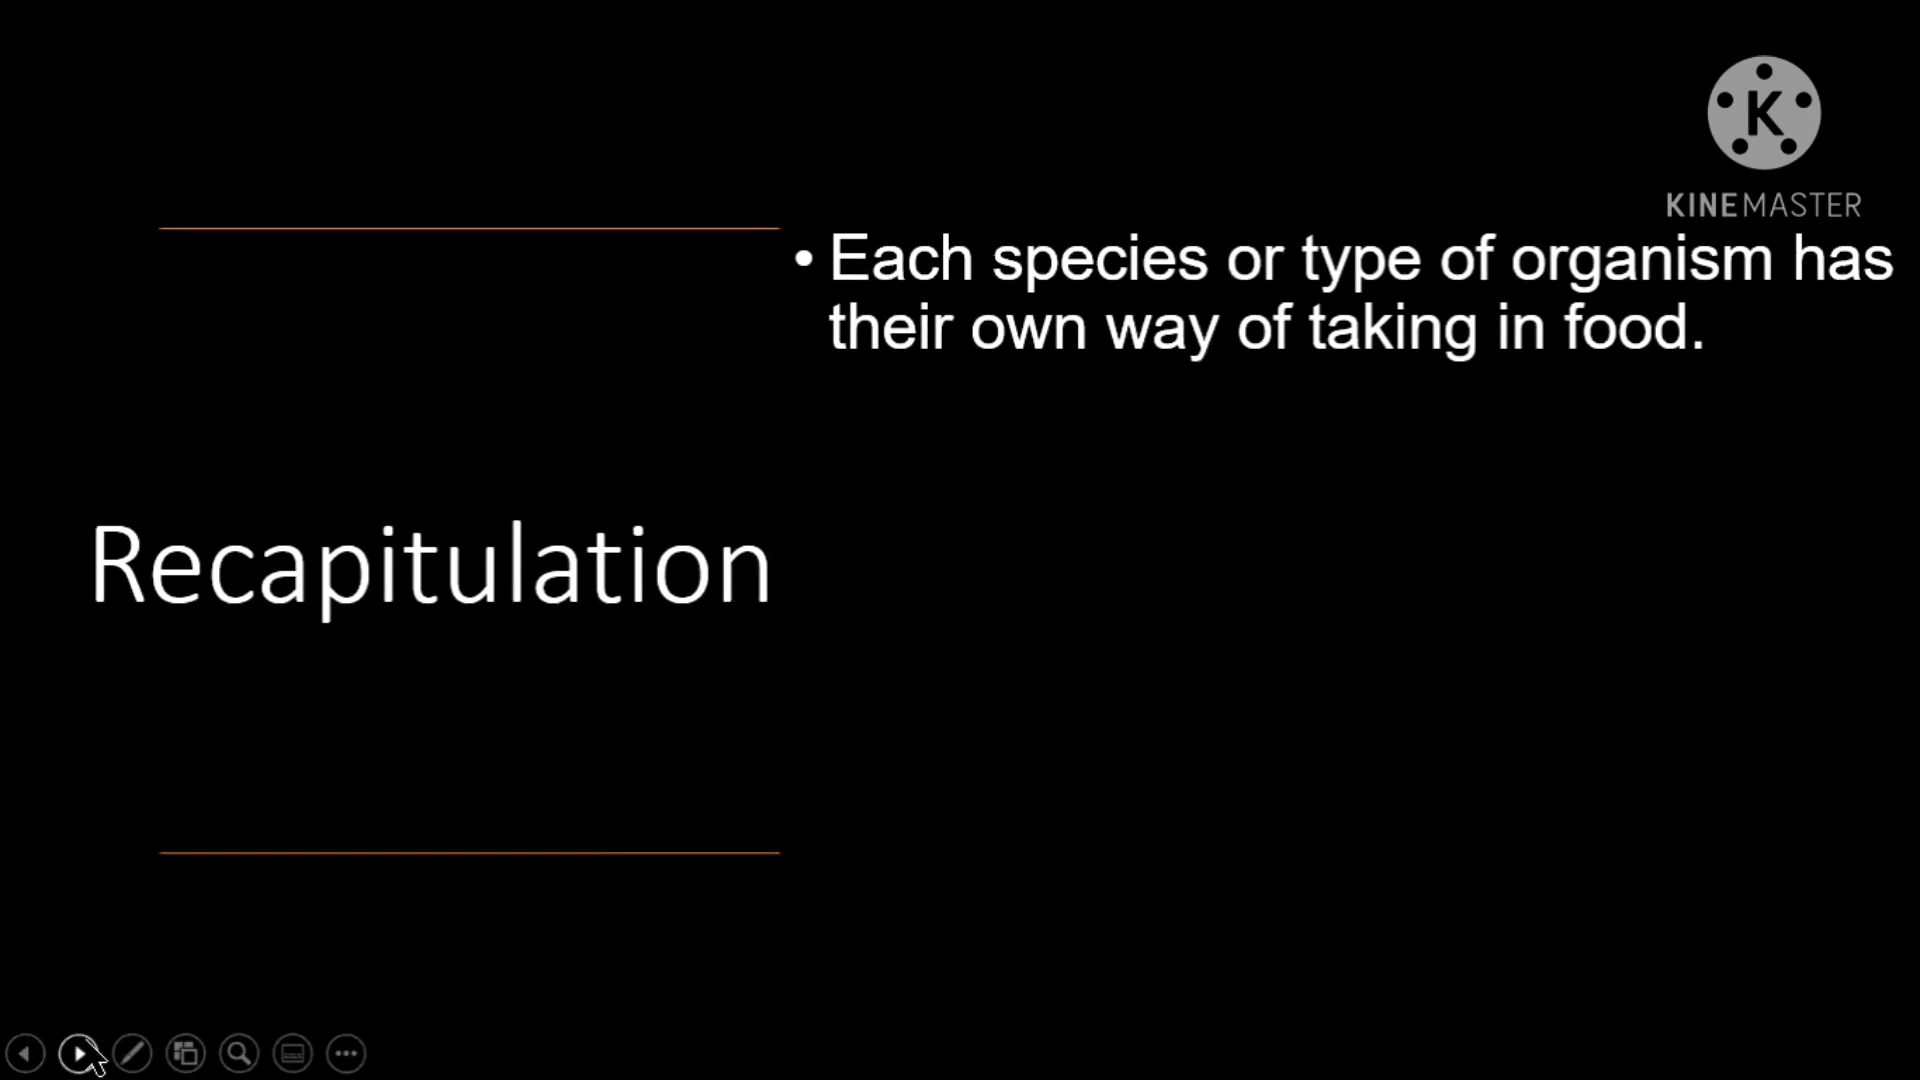 K
KINEMASTER
• Each species or type of organism has
their own way of taking in food.
Recapitulation